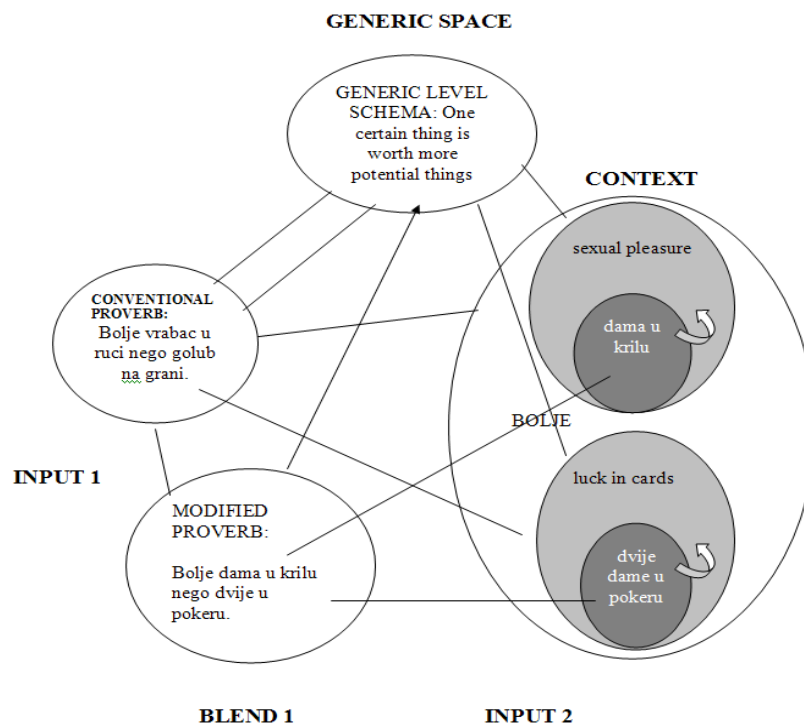 GENERIC SPACE
GENERIC LEVEL
SCHEMA: One
certain thing is
worth more
potential things
CONTEXT
sexual pleasure
dama u
krilu
CONVENTIONAL
PROVERB:
Bolje vrabac u
ruci nego golub
na grani.
BOLJE
INPUT 1
luck in cards
dvije
dame u
pokeru
MODIFIED
PROVERB:
Bolje dama u krilu
nego dvije u
pokeru.
BLEND 1
INPUT 2